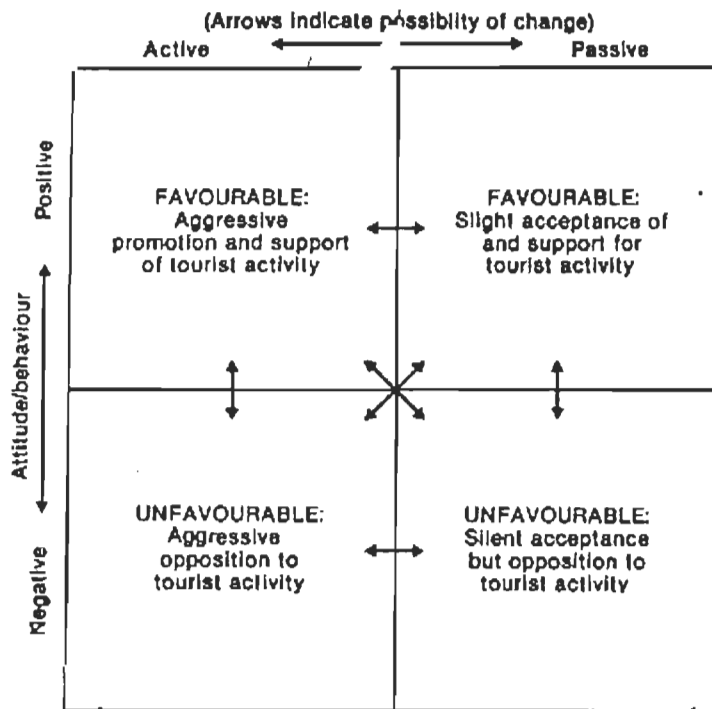 (Arrows indicate possibility of change)
Active Passive
Positive
Attitude/behaviour
Negative
FAVOURABLE:
Aggressive
promotion and support
of tourist activity
FAVOURABLE:
Slight acceptance of
and support for
tourist activity
UNFAVOURABLE:
Aggressive
opposition to
tourist activity
UNFAVOURABLE:
Silent acceptance
but opposition to
tourist activity